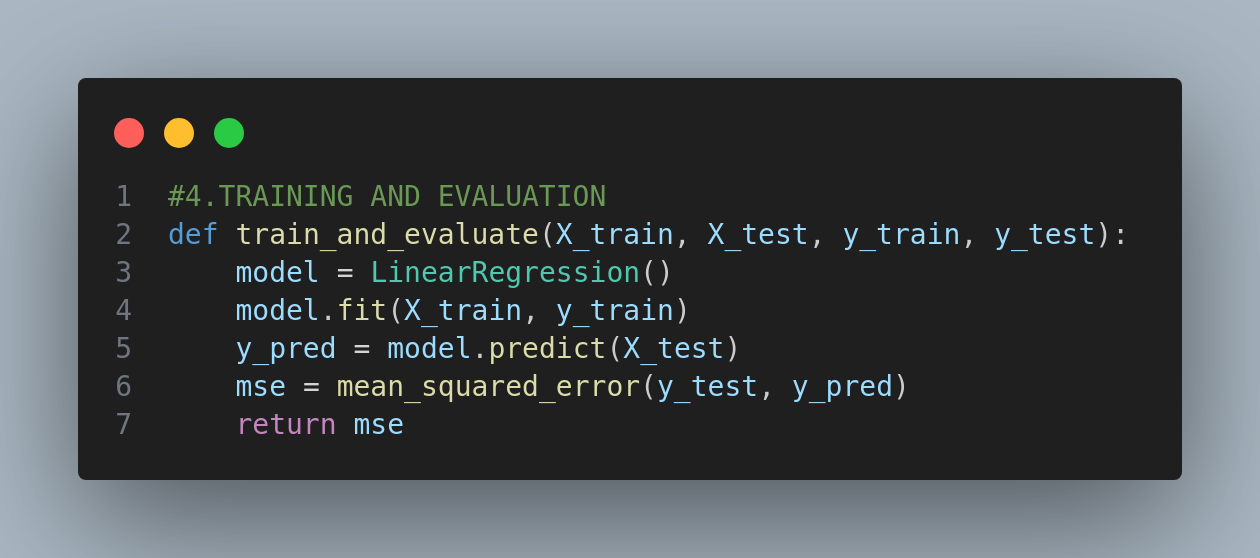 1 #4.TRAINING AND EVALUATION
2 def train_and_evaluate(X_train, X_test, y_train, y_test):
3     model = LinearRegression()
4     model.fit(X_train, y_train)
5     y_pred = model.predict(X_test)
6     mse = mean_squared_error(y_test, y_pred)
7     return mse